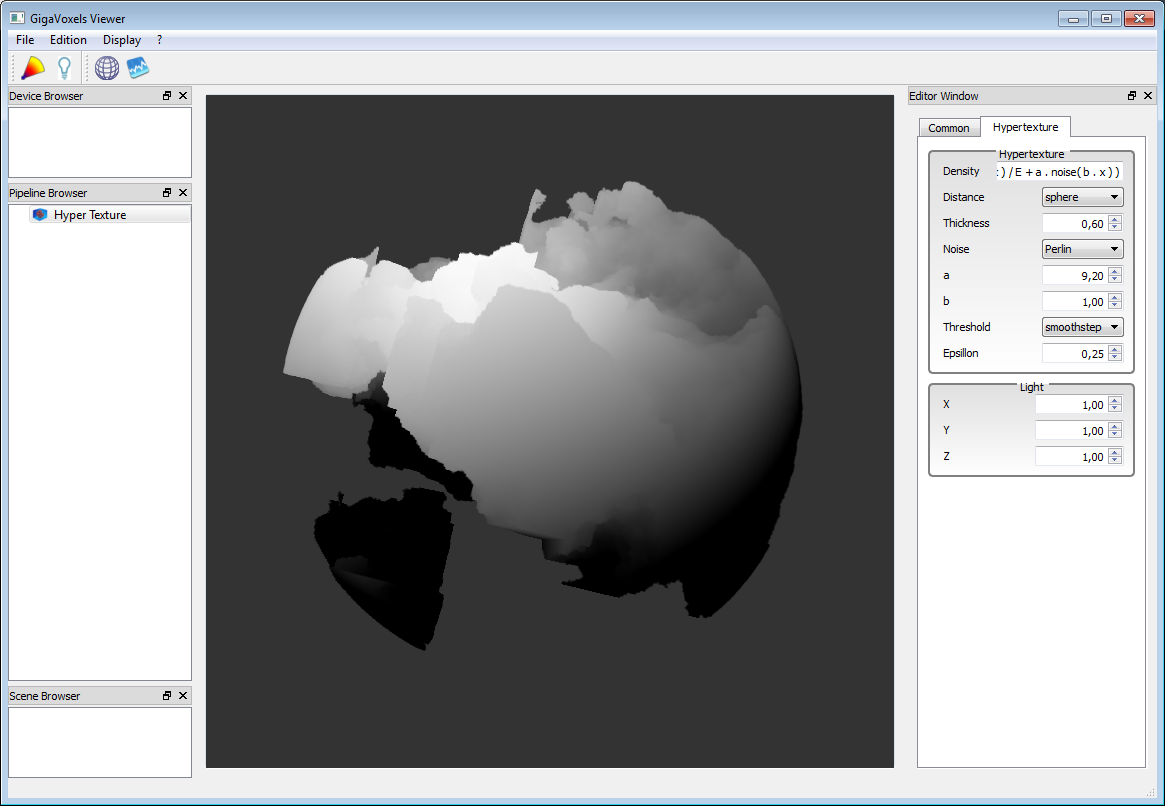 GigaVoxels Viewer
File Edition Display ?
Device Browser
Pipeline Browser
Hyper Texture
Scene Browser
Editor Window
Common Hypertexture
Hypertexture
Density :) / E + a . noise( b . x ) )
Distance sphere
Thickness 0,60
Noise Perlin
a 9,20
b 1,00
Threshold smoothstep
Epsillon 0,25
Light
X 1,00
Y 1,00
Z 1,00